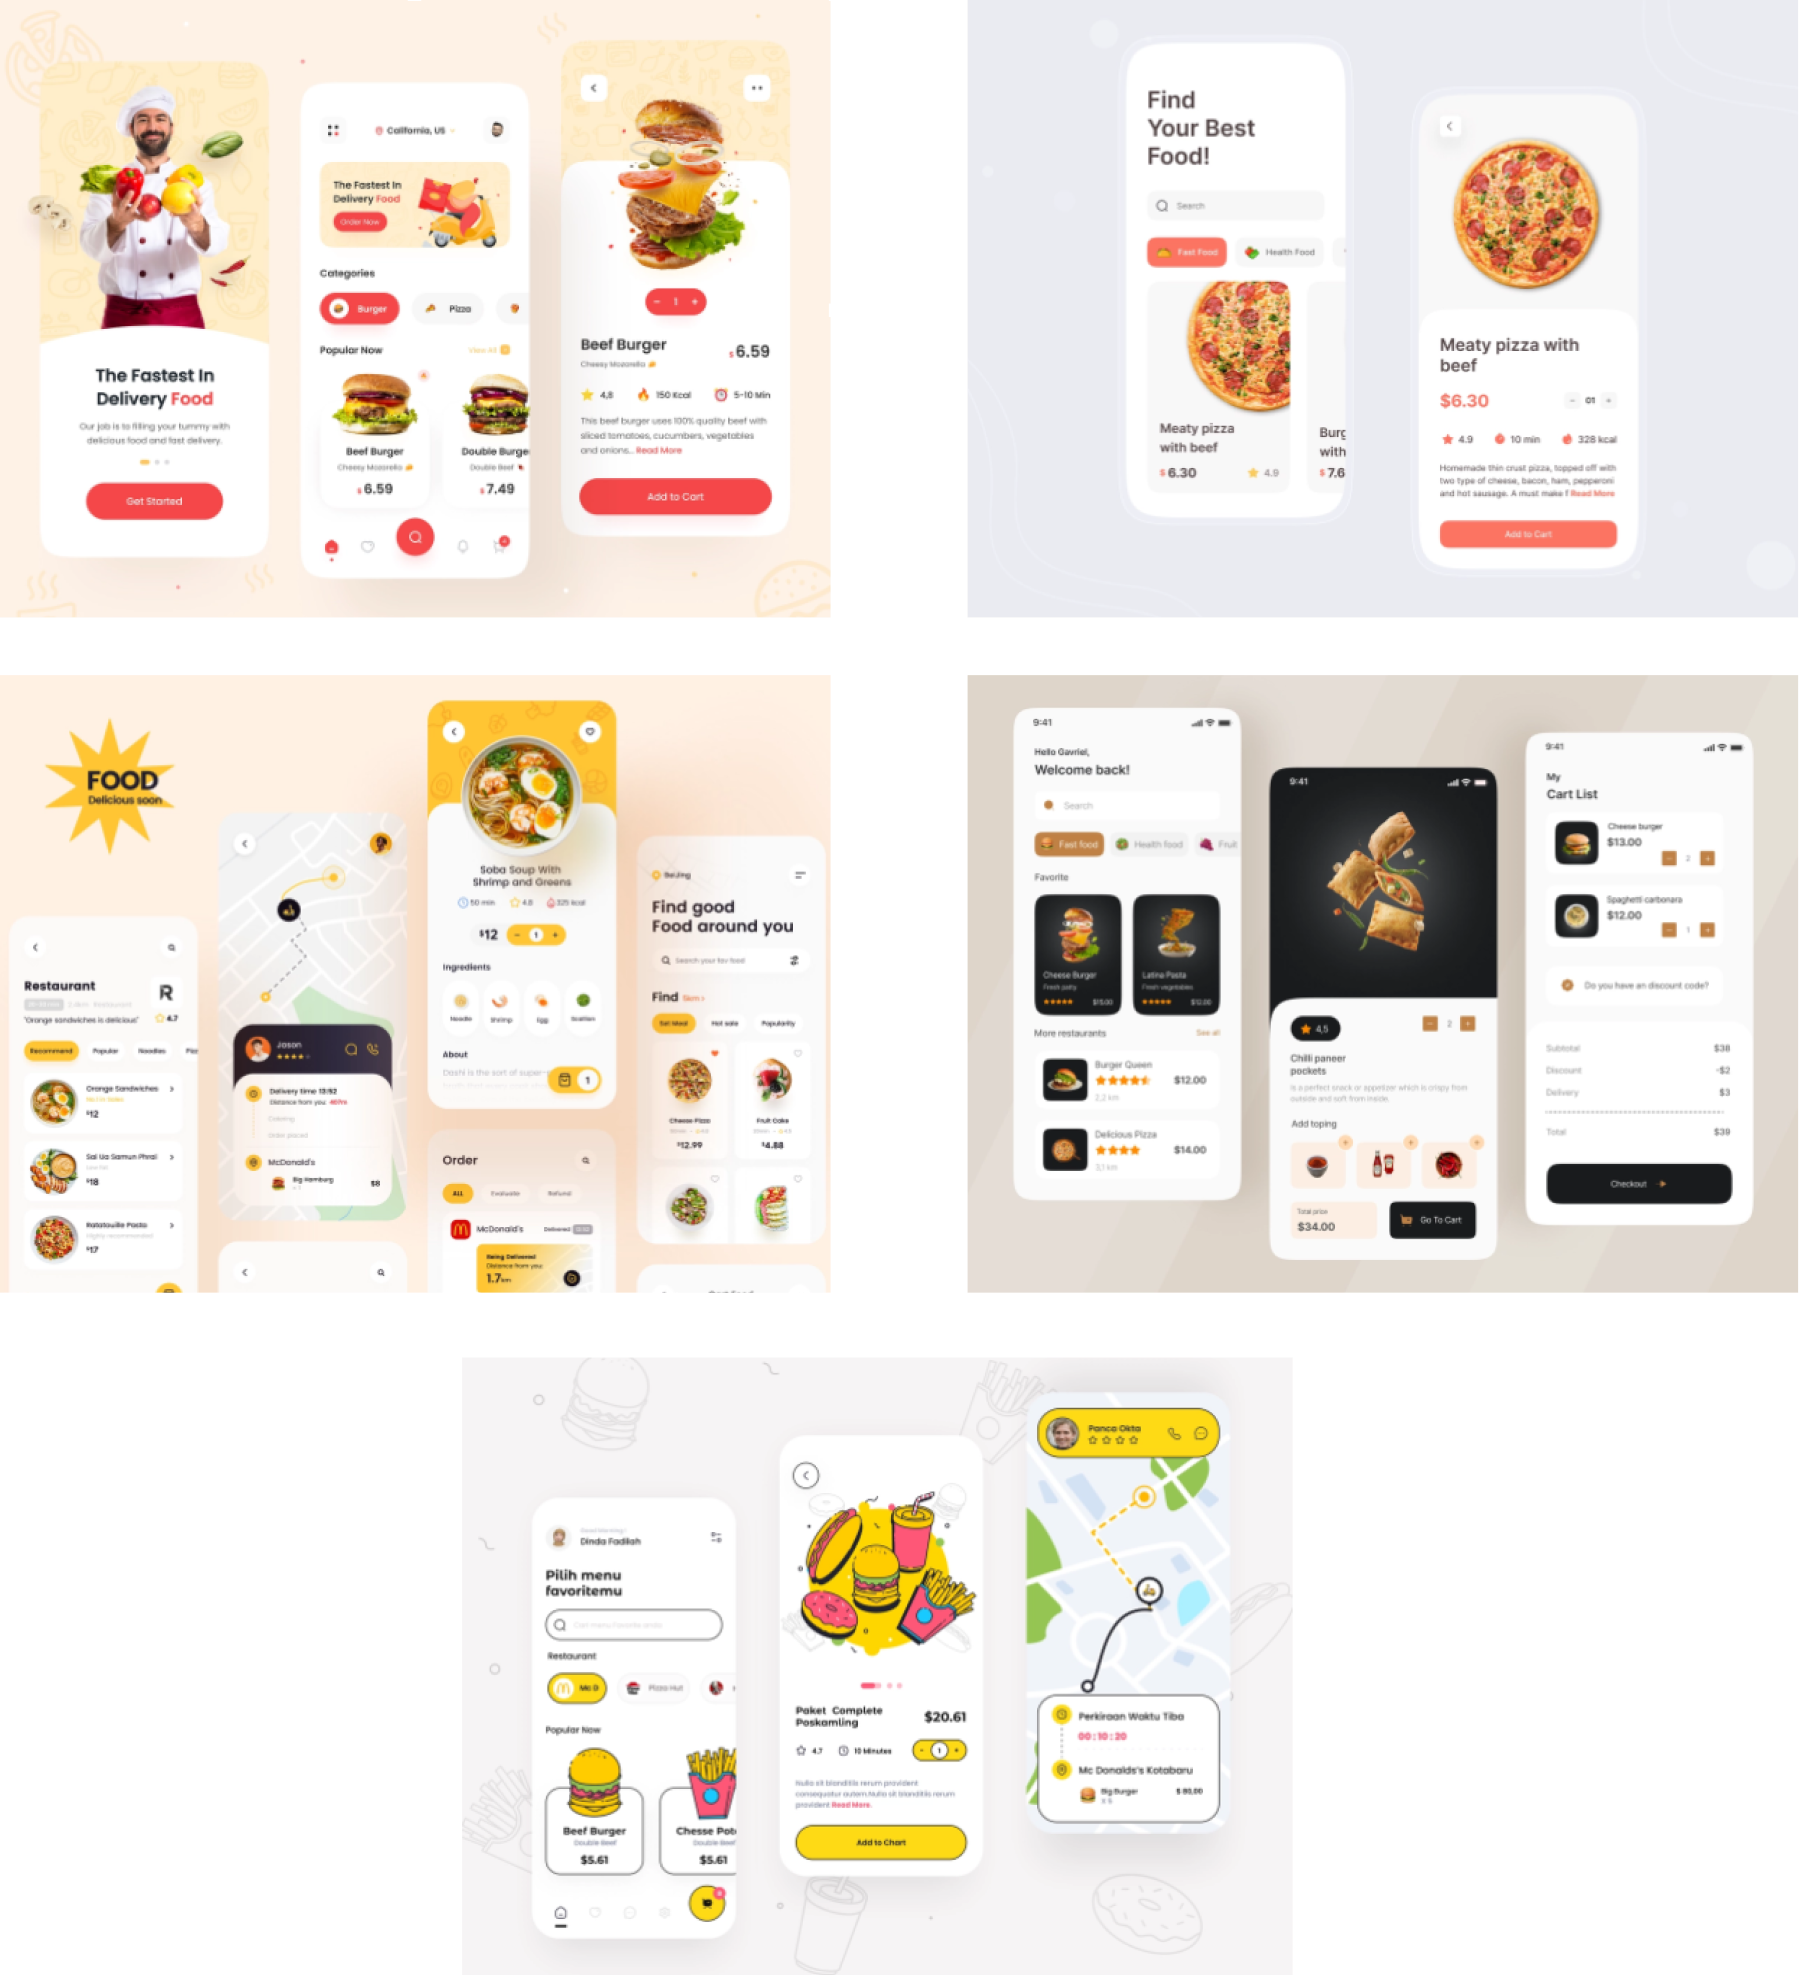 The Fastest In
Delivery Food
Our job is to filling your tummy with
delicious food and fast delivery.
Get Started
California, US
The Fastest In
Delivery Food
Order Now
Categories
Burger
Pizza
Popular Now
View All
Beef Burger
Cheesy Mozarella
$ 6.59
Double Burge
Double Beef
$ 7.49
1
Beef Burger
$ 6.59
Cheesy Mozarella
4,8
150 Kcal
5-10 Min
This beef burger uses 100% quality beef with
sliced tomatoes, cucumbers, vegetables
and onions... Read More
Add to Cart
Find
Your Best
Food!
Search
Fast Food
Health Food
Meaty pizza
with beef
$ 6.30
4.9
Burg
with
$ 7.6
Meaty pizza with
beef
$6.30
- 01 +
4.9
10 min
328 kcal
Homemade thin crust pizza, topped off with
two type of cheese, bacon, ham, pepperoni
and hot sausage. A must make f Read More
Add to Cart
FOOD
Delicious soon
Restaurant
R
"Orange sandwiches is delicious"
4.7
Recommend
Popular
Noodles
Piz
Orange Sandwiches
$12
Sal Ua Samun Phrai
$18
Ratatouille Pasta
Highly recommended
$17
Jason
Delivery time 13:52
Distance from you 407m
Catering
Order placed
McDonald's
Big Hamburg
$8
Soba Soup With
Shrimp and Greens
50 min
4.8
325 kcal
$12
- 1 +
Ingredients
Noodle
Shrimp
Egg
Scallion
About
Dashi is the sort of super-
1
Order
ALL
Evaluate
Refund
McDonald's
Delivered
Being Delivered
Distance from you:
1.7km
BeiJing
Find good
Food around you
Search your fav food
Find
5km >
Set Meal
Hot sale
Popularity
Cheese Pizza
$12.99
Fruit Cake
$4.88
9:41
Hello Gavriel,
Welcome back!
Search
Fast food
Health food
Fruit
Favorite
Cheese Burger
Fresh patty
$15.00
Latina Pasta
Fresh vegetables
$12.00
More restaurants
See all
Burger Queen
$12.00
2,2 km
Delicious Pizza
$14.00
3,1 km
9:41
4,5
- 2 +
Chilli paneer
pockets
Is a perfect snack or appetizer which is crispy from
outside and soft from inside.
Add toping
Total price
$34.00
Go To Cart
9:41
My
Cart List
Cheese burger
$13.00
- 2 +
Spaghetti carbonara
$12.00
- 1 +
Do you have an discount code?
Subtotal
$38
Discount
-$2
Delivery
$3
Total
$39
Checkout
Dinda Fadilah
Pilih menu
favoritemu
Restaurant
Mc D
Pizza Hut
Popular Now
Beef Burger
Double Beef
$5.61
Chesse Pot
Double Beef
$5.61
Paket Complete
Poskamling
$20.61
4.7
10 Minutes
- 1 +
Nulla sit blanditiis rerum provident
consequatur autem.Nulla sit blanditiis rerum
provident Read More.
Add to Chart
Panca Okta
Perkiraan Waktu Tiba
00:10:20
Mc Donalds's Kotabaru
Big Burger
X 5
$ 80,00